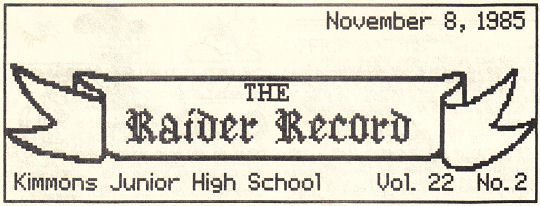 November 8, 1985
THE
Raider Record
Kimmons Junior High School Vol. 22 No. 2